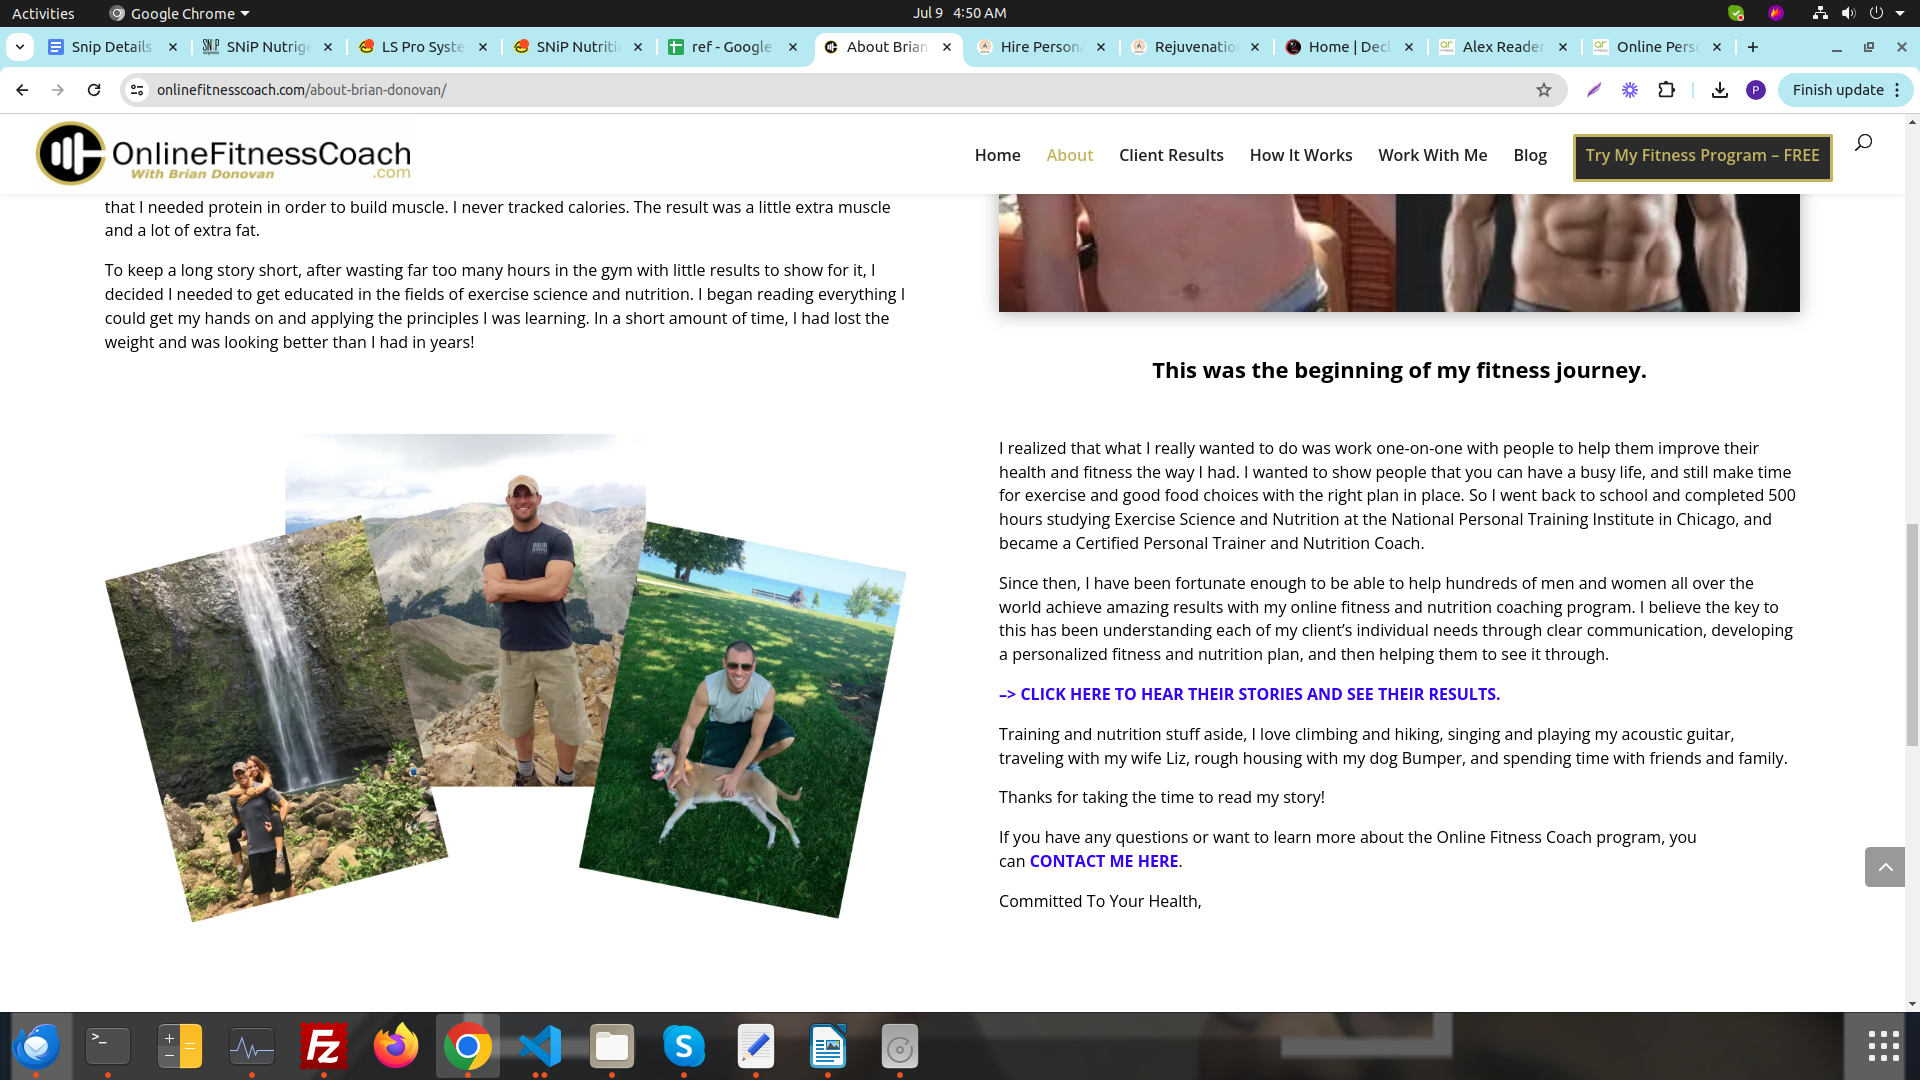 Activities
Google Chrome
Jul 9 4:50 AM
Snip Details
SNiP Nutrige
LS Pro Syste
SNiP Nutriti
ref - Google
About Brian
Hire Persona
Rejuvenatio
Home | Decl
Alex Reader
Online Pers
onlinefitnesscoach.com/about-brian-donovan/
P
Finish update
OnlineFitnessCoach
With Brian Donovan .com
Home
About
Client Results
How It Works
Work With Me
Blog
Try My Fitness Program – FREE
that I needed protein in order to build muscle. I never tracked calories. The result was a little extra muscle
and a lot of extra fat.
To keep a long story short, after wasting far too many hours in the gym with little results to show for it, I
decided I needed to get educated in the fields of exercise science and nutrition. I began reading everything I
could get my hands on and applying the principles I was learning. In a short amount of time, I had lost the
weight and was looking better than I had in years!
This was the beginning of my fitness journey.
I realized that what I really wanted to do was work one-on-one with people to help them improve their
health and fitness the way I had. I wanted to show people that you can have a busy life, and still make time
for exercise and good food choices with the right plan in place. So I went back to school and completed 500
hours studying Exercise Science and Nutrition at the National Personal Training Institute in Chicago, and
became a Certified Personal Trainer and Nutrition Coach.
Since then, I have been fortunate enough to be able to help hundreds of men and women all over the
world achieve amazing results with my online fitness and nutrition coaching program. I believe the key to
this has been understanding each of my client’s individual needs through clear communication, developing
a personalized fitness and nutrition plan, and then helping them to see it through.
–> CLICK HERE TO HEAR THEIR STORIES AND SEE THEIR RESULTS.
Training and nutrition stuff aside, I love climbing and hiking, singing and playing my acoustic guitar,
traveling with my wife Liz, rough housing with my dog Bumper, and spending time with friends and family.
Thanks for taking the time to read my story!
If you have any questions or want to learn more about the Online Fitness Coach program, you
can CONTACT ME HERE.
Committed To Your Health,